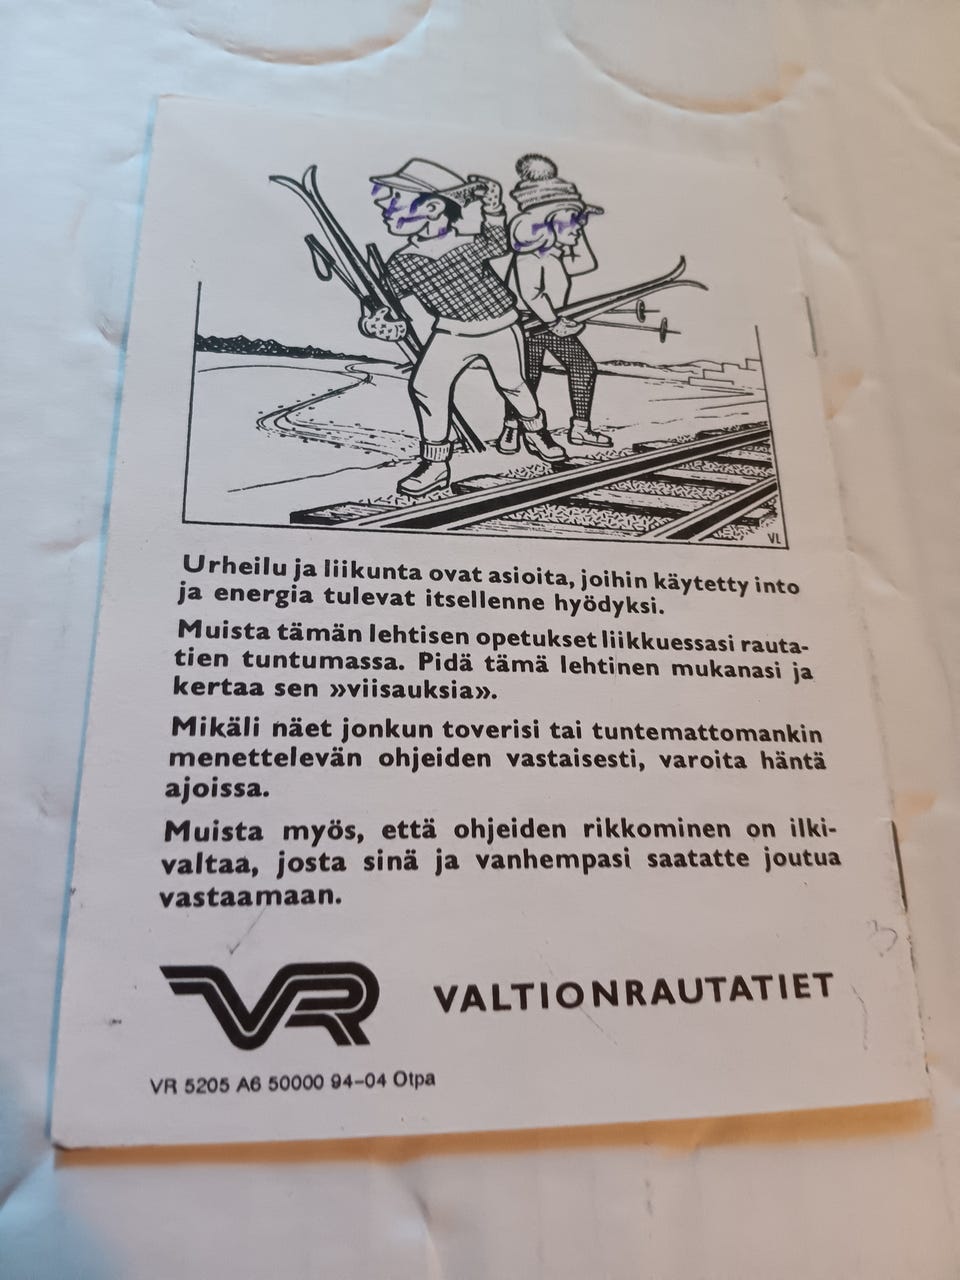 VL
Urheilu ja liikunta ovat asioita, joihin käytetty into
ja energia tulevat itsellenne hyödyksi.
Muista tämän lehtisen opetukset liikkuessasi rauta-
tien tuntumassa. Pidä tämä lehtinen mukanasi ja
kertaa sen »viisauksia».
Mikäli näet jonkun toverisi tai tuntemattomankin
menettelevän ohjeiden vastaisesti, varoita häntä
ajoissa.
Muista myös, että ohjeiden rikkominen on ilki-
valtaa, josta sinä ja vanhempasi saatatte joutua
vastaamaan.
VR VALTIONRAUTATIET
VR 5205 A6 50000 94-04 Otpa